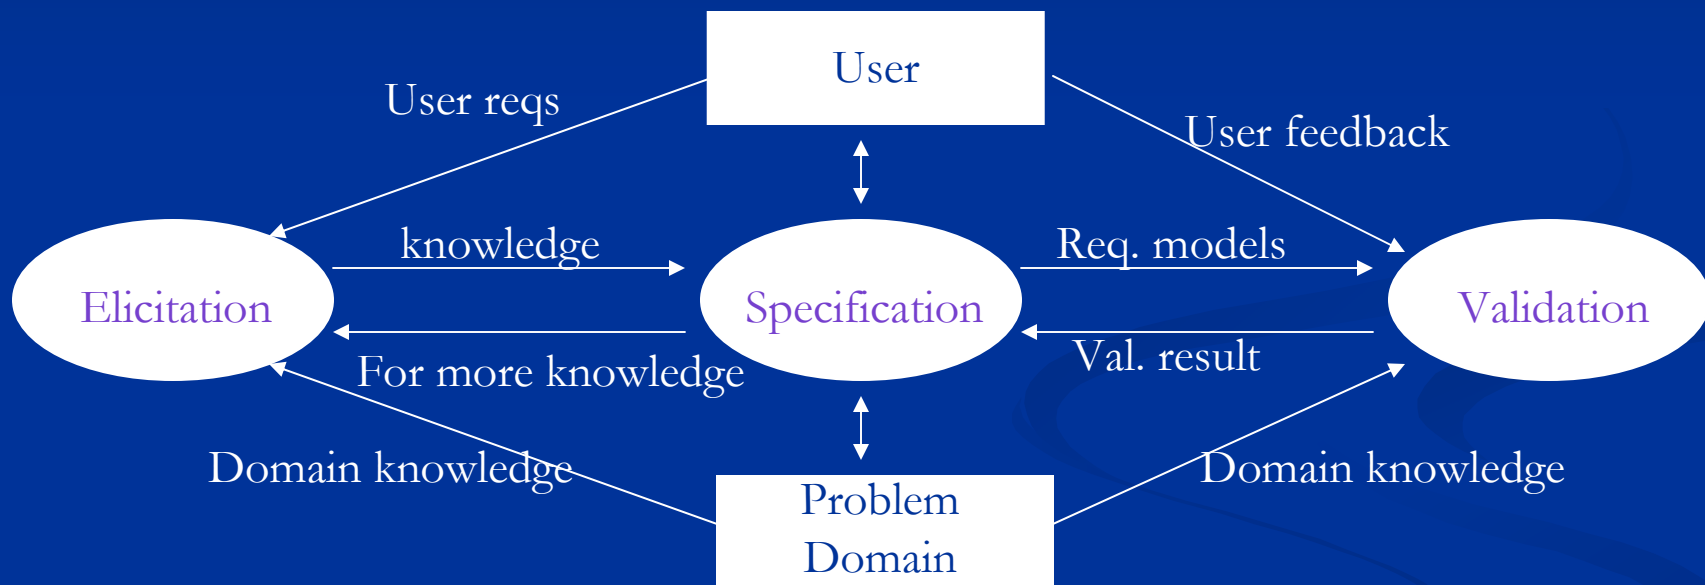 User
User reqs
User feedback
knowledge
Req. models
Elicitation
Specification
Validation
For more knowledge
Val. result
Domain knowledge
Domain knowledge
Problem
Domain